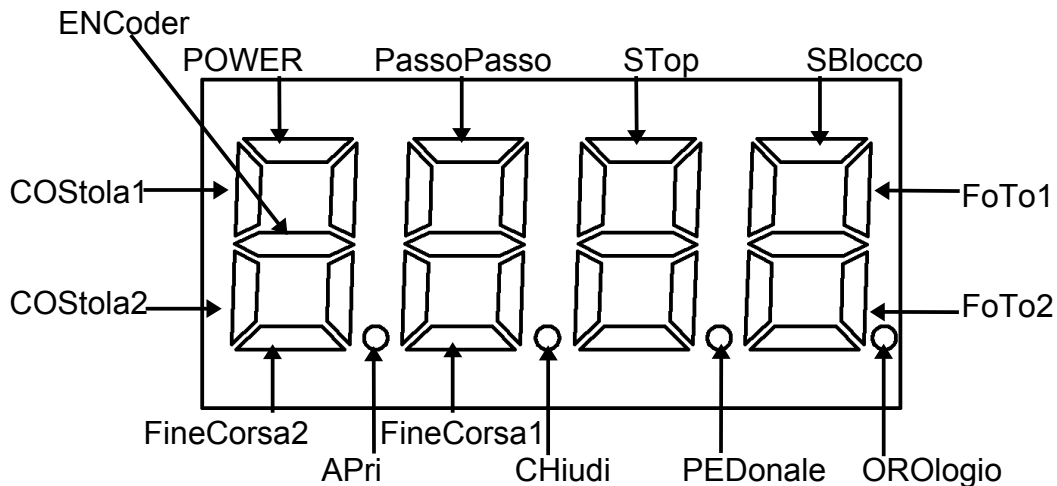 ENCoder
POWER PassoPasso STop SBlocco
COStola1 FoTo1
COStola2 FoTo2
FineCorsa2 FineCorsa1
APri CHiudi PEDonale OROlogio